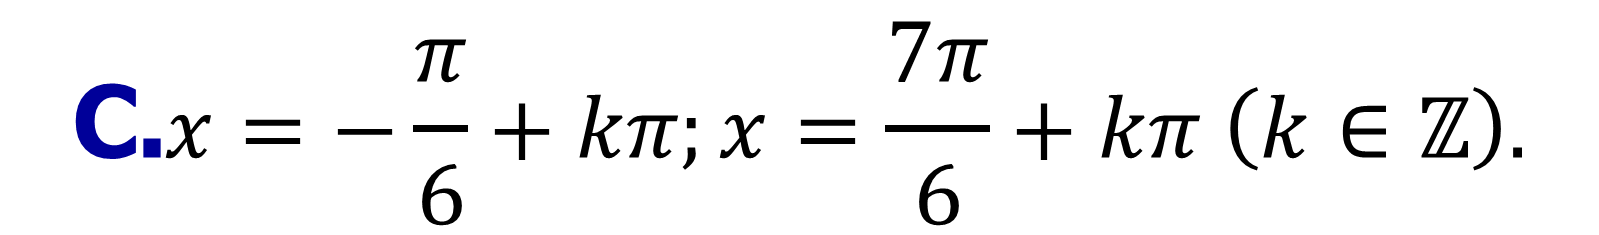 C. x = −π/6 + kπ; x = 7π/6 + kπ (k ∈ ℤ).